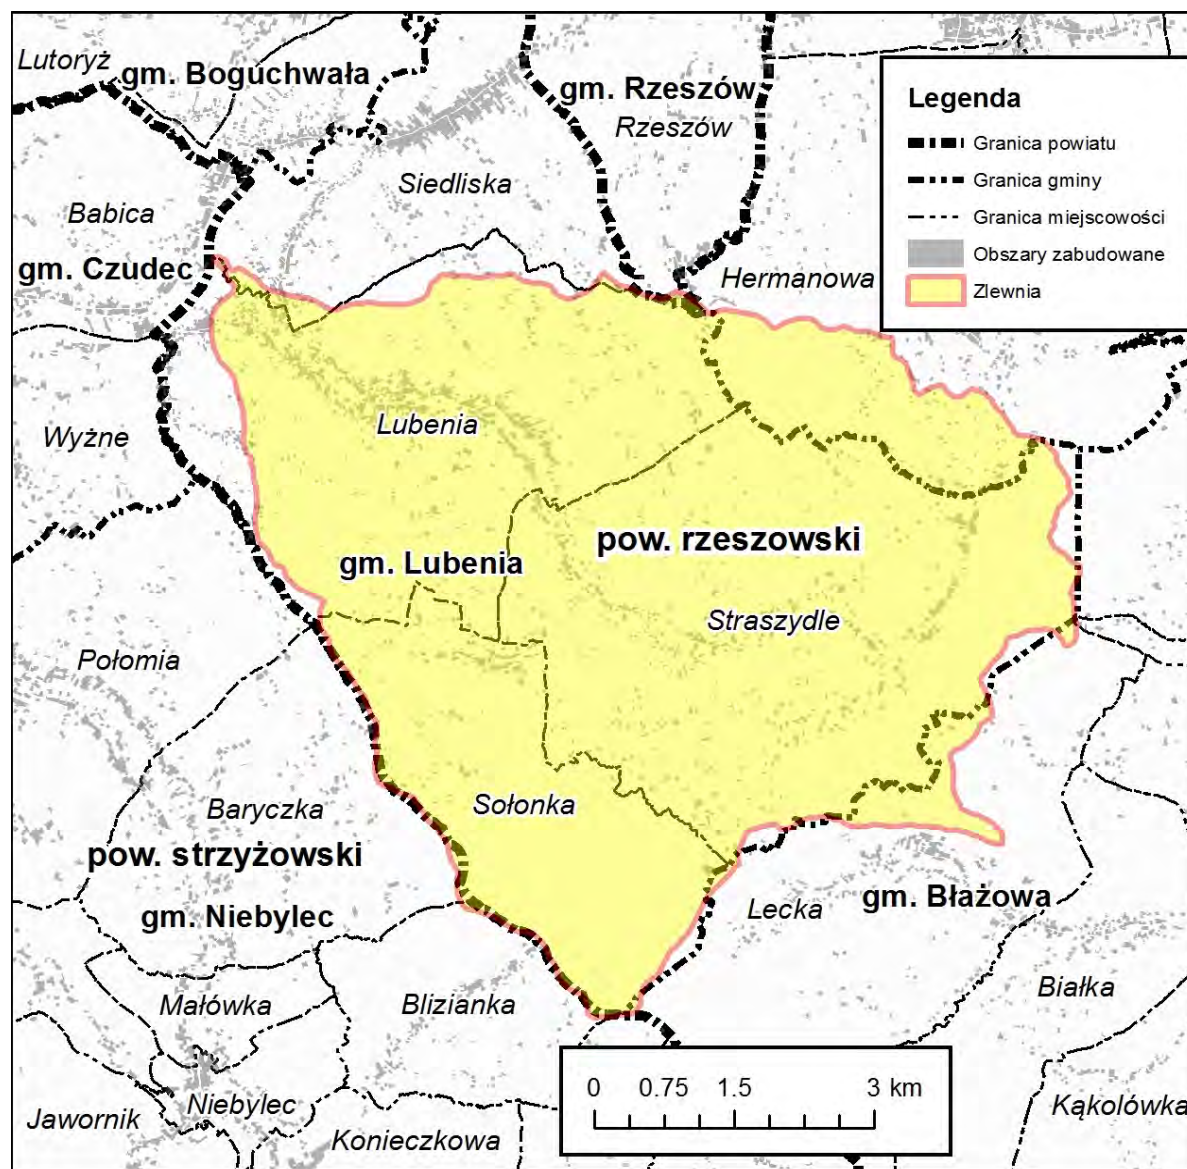 Lutoryż
gm. Boguchwała
gm. Rzeszów
Rzeszów
Legenda
Granica powiatu
Granica gminy
Granica miejscowości
Obszary zabudowane
Zlewnia
Siedliska
Babica
gm. Czudec
Hermanowa
Wyżne
Lubenia
pow. rzeszowski
gm. Lubenia
Straszydle
Połomia
Baryczka
Sołonka
pow. strzyżowski
gm. Niebylec
Lecka
gm. Błażowa
Małówka
Blizianka
Białka
Jawornik
Niebylec
Konieczkowa
Kąkolówka
0 0.75 1.5 3 km